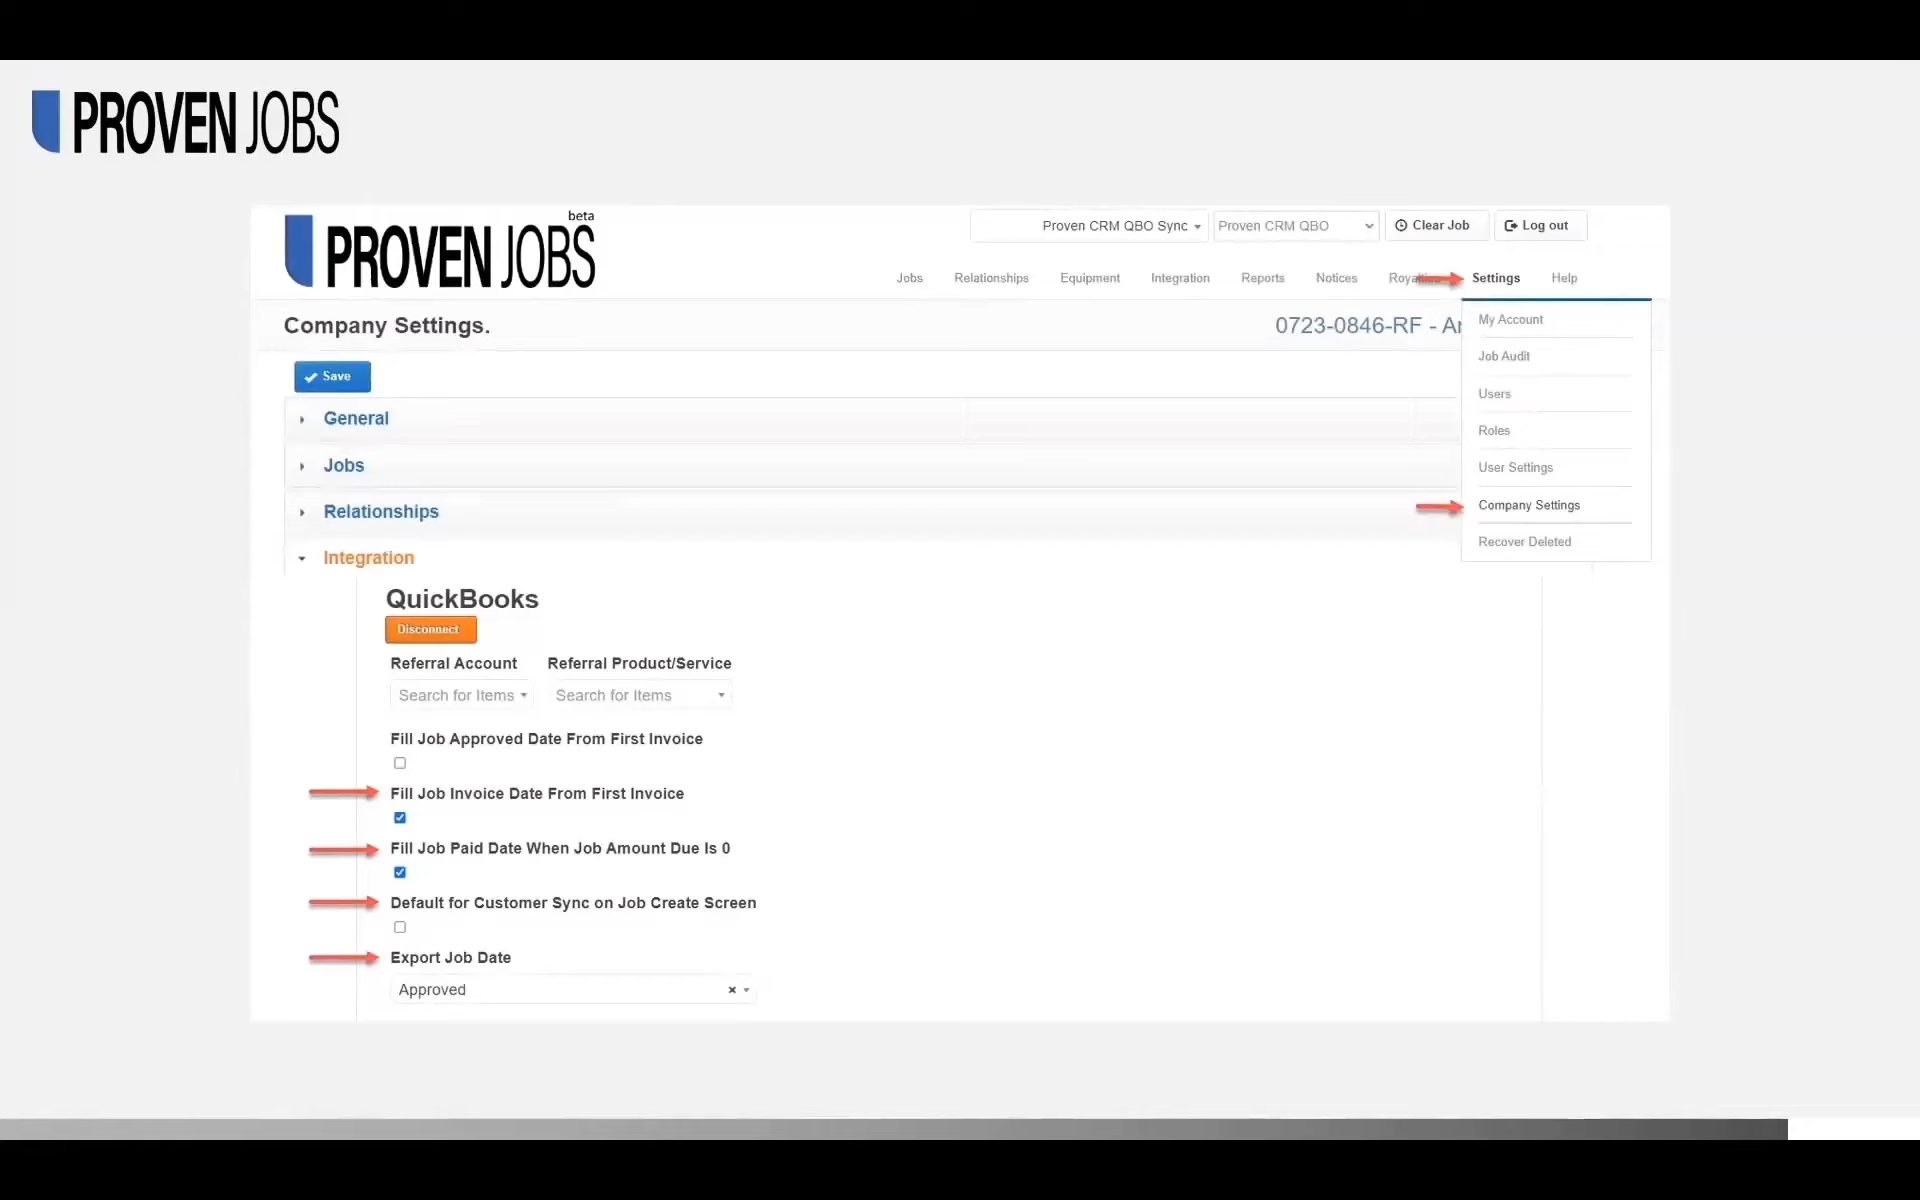 PROVEN JOBS
beta
PROVEN JOBS
Proven CRM QBO Sync
Proven CRM QBO
Clear Job
Log out
Jobs
Relationships
Equipment
Integration
Reports
Notices
Settings
Help
Company Settings.
0723-0846-RF - Ar
My Account
Job Audit
Users
Roles
User Settings
Company Settings
Recover Deleted
Save
General
Jobs
Relationships
Integration
QuickBooks
Disconnect
Referral Account Referral Product/Service
Search for Items Search for Items
Fill Job Approved Date From First Invoice
Fill Job Invoice Date From First Invoice
Fill Job Paid Date When Job Amount Due Is 0
Default for Customer Sync on Job Create Screen
Export Job Date
Approved